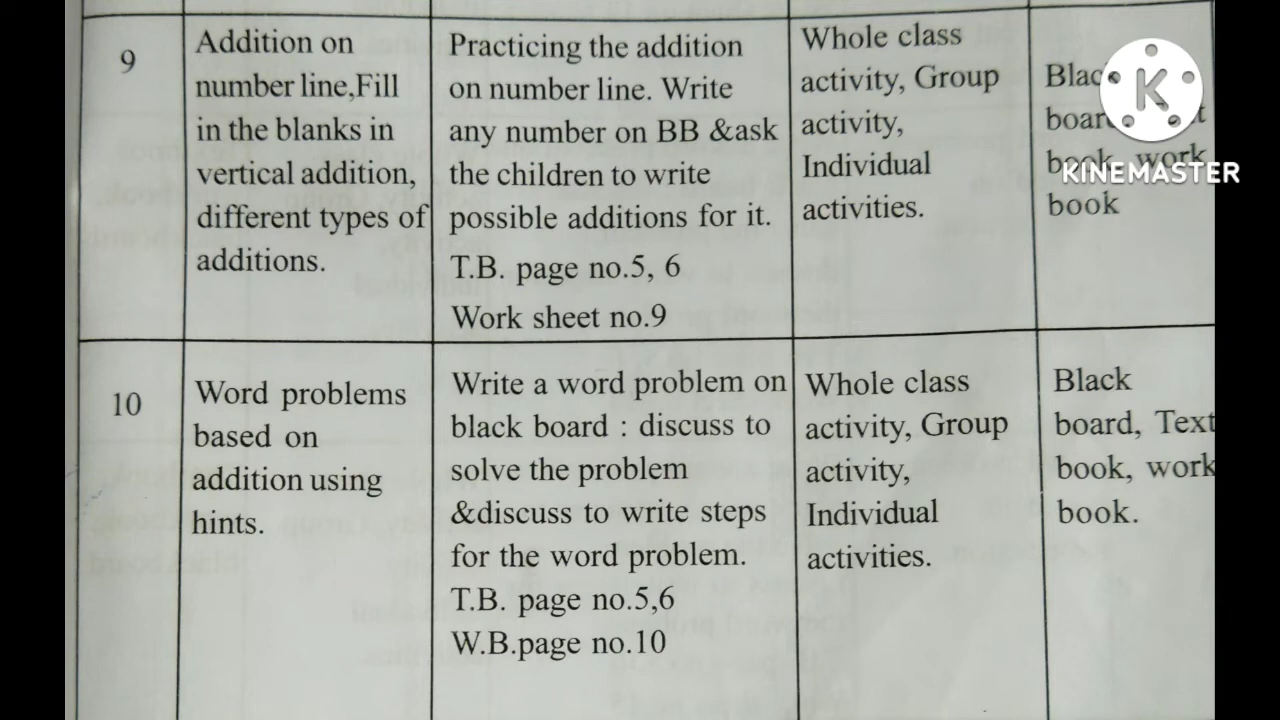 9
Addition on
number line,Fill
in the blanks in
vertical addition,
different types of
additions.
Practicing the addition
on number line. Write
any number on BB &ask
the children to write
possible additions for it.
T.B. page no.5, 6
Work sheet no.9
Whole class
activity, Group
activity,
Individual
activities.
book, work
book
K
KINEMASTER
10
Word problems
based on
addition using
hints.
Write a word problem on
black board : discuss to
solve the problem
&discuss to write steps
for the word problem.
T.B. page no.5,6
W.B.page no.10
Whole class
activity, Group
activity,
Individual
activities.
Black
board, Text
book, work
book.